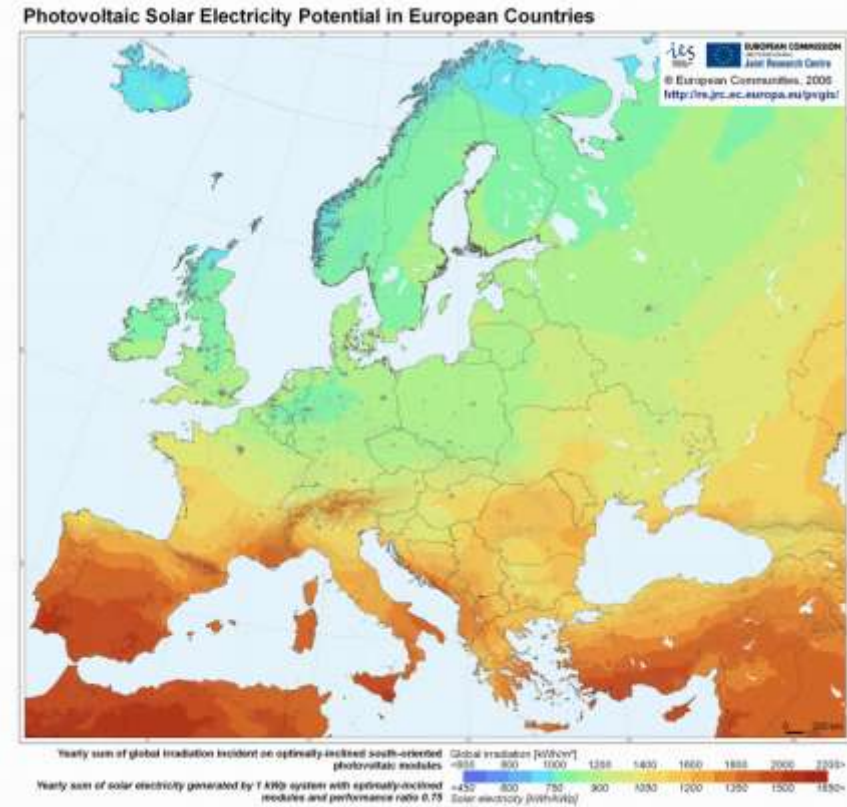 Photovoltaic Solar Electricity Potential in European Countries
ies
EUROPEAN COMMISSION
Joint Research Centre
© European Communities, 2006
http://re.jrc.ec.europa.eu/pvgis/
Yearly sum of global irradiation incident on optimally-inclined south-oriented
photovoltaic modules
Global irradiation [kWh/m²]
<600 800 1000 1200 1400 1600 1800 2000 2200>
Yearly sum of solar electricity generated by 1 kWp system with optimally-inclined
modules and performance ratio 0.75
<450 600 750 900 1050 1200 1350 1500 1650>
Solar electricity [kWh/kWp]